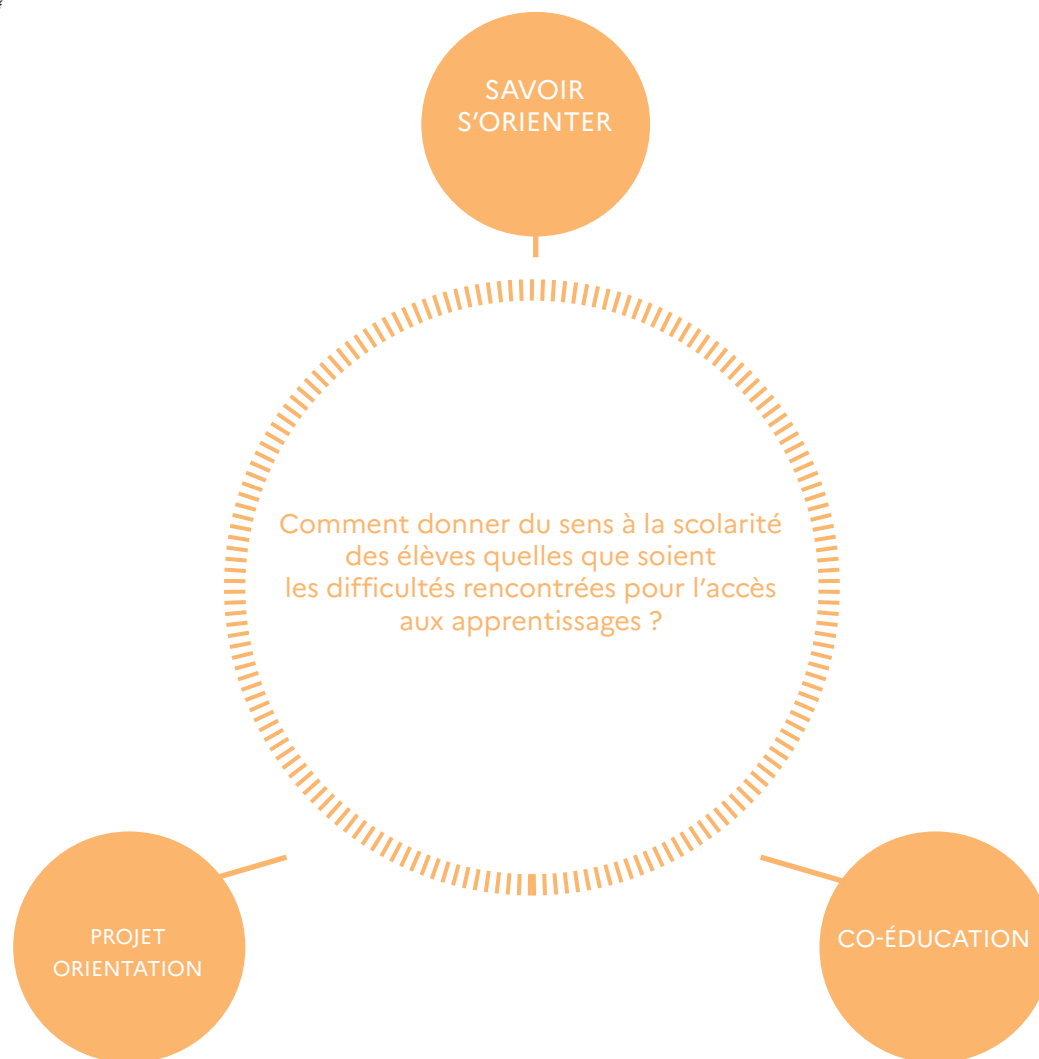 SAVOIR
S'ORIENTER
Comment donner du sens à la scolarité
des élèves quelles que soient
les difficultés rencontrées pour l'accès
aux apprentissages ?
PROJET
ORIENTATION
CO-ÉDUCATION